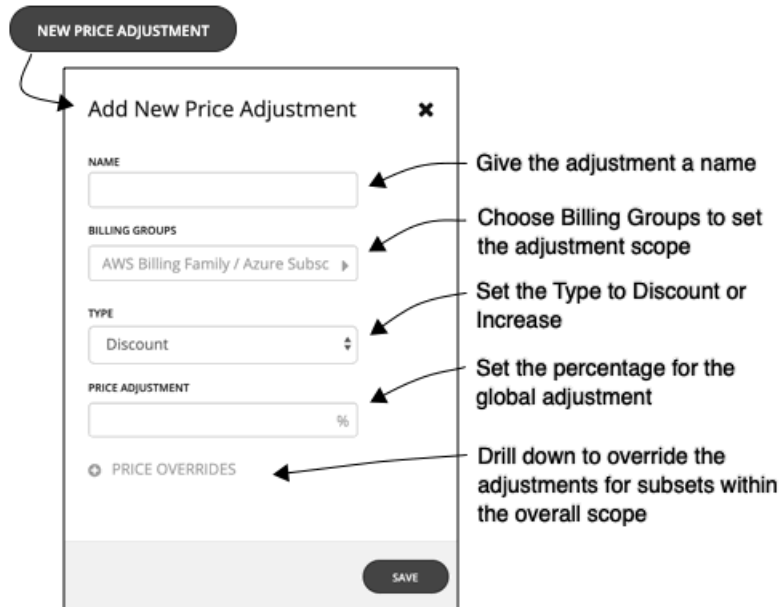 NEW PRICE ADJUSTMENT
Add New Price Adjustment
NAME
Give the adjustment a name
BILLING GROUPS
AWS Billing Family / Azure Subsc
Choose Billing Groups to set
the adjustment scope
TYPE
Discount
Set the Type to Discount or
Increase
PRICE ADJUSTMENT
%
Set the percentage for the
global adjustment
PRICE OVERRIDES
Drill down to override the
adjustments for subsets within
the overall scope
SAVE